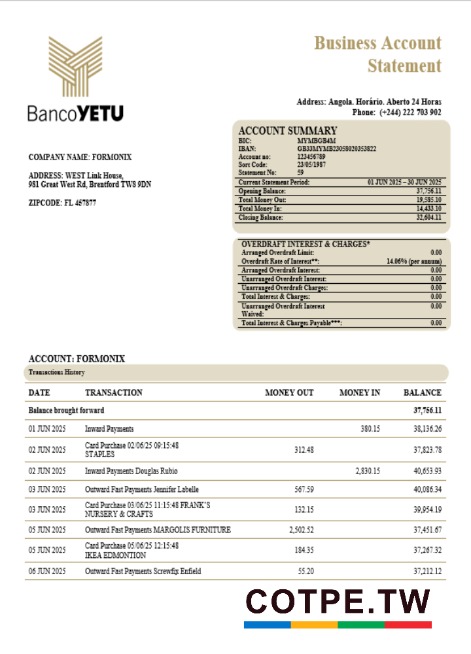 Business Account
Statement
BancoYETU
Address: Angola. Horário. Aberto 24 Horas
Phone: (+244) 222 703 902
ACCOUNT SUMMARY
BIC: MYMBGB4M
IBAN: GB33MYMB23058020353822
Account no: 123456789
Sort Code: 23/05/1987
Statement No: 59
Current Statement Period: 01 JUN 2025 – 30 JUN 2025
Opening Balance: 37,756.11
Total Money Out: 19,585.10
Total Money In: 14,433.10
Closing Balance: 32,604.11
COMPANY NAME: FORMONIX
ADDRESS: WEST Link House,
981 Great West Rd, Brentford TW8 9DN
ZIPCODE: FL 457877
OVERDRAFT INTEREST & CHARGES*
Arranged Overdraft Limit: 0.00
Overdraft Rate of Interest**: 14.06% (per annum)
Arranged Overdraft Interest: 0.00
Unarranged Overdraft Interest: 0.00
Unarranged Overdraft Charges: 0.00
Total Interest & Charges: 0.00
Unarranged Overdraft Interest 0.00
Waived:
Total Interest & Charges Payable***: 0.00
ACCOUNT: FORMONIX
Transactions History
DATE TRANSACTION MONEY OUT MONEY IN BALANCE
Balance brought forward 37,756.11
01 JUN 2025 Inward Payments 380.15 38,136.26
02 JUN 2025 Card Purchase 02/06/25 09:15:48 312.48 37,823.78
STAPLES
02 JUN 2025 Inward Payments Douglas Rubio 2,830.15 40,653.93
03 JUN 2025 Outward Fast Payments Jennifer Labelle 567.59 40,086.34
03 JUN 2025 Card Purchase 03/06/25 11:15:48 FRANK'S 132.15 39,954.19
NURSERY & CRAFTS
05 JUN 2025 Outward Fast Payments MARGOLIS FURNITURE 2,502.52 37,451.67
05 JUN 2025 Card Purchase 05/06/25 12:15:48 184.35 37,267.32
IKEA EDMONTION
06 JUN 2025 Outward Fast Payments Screwfix Enfield 55.20 37,212.12
COTPE.TW